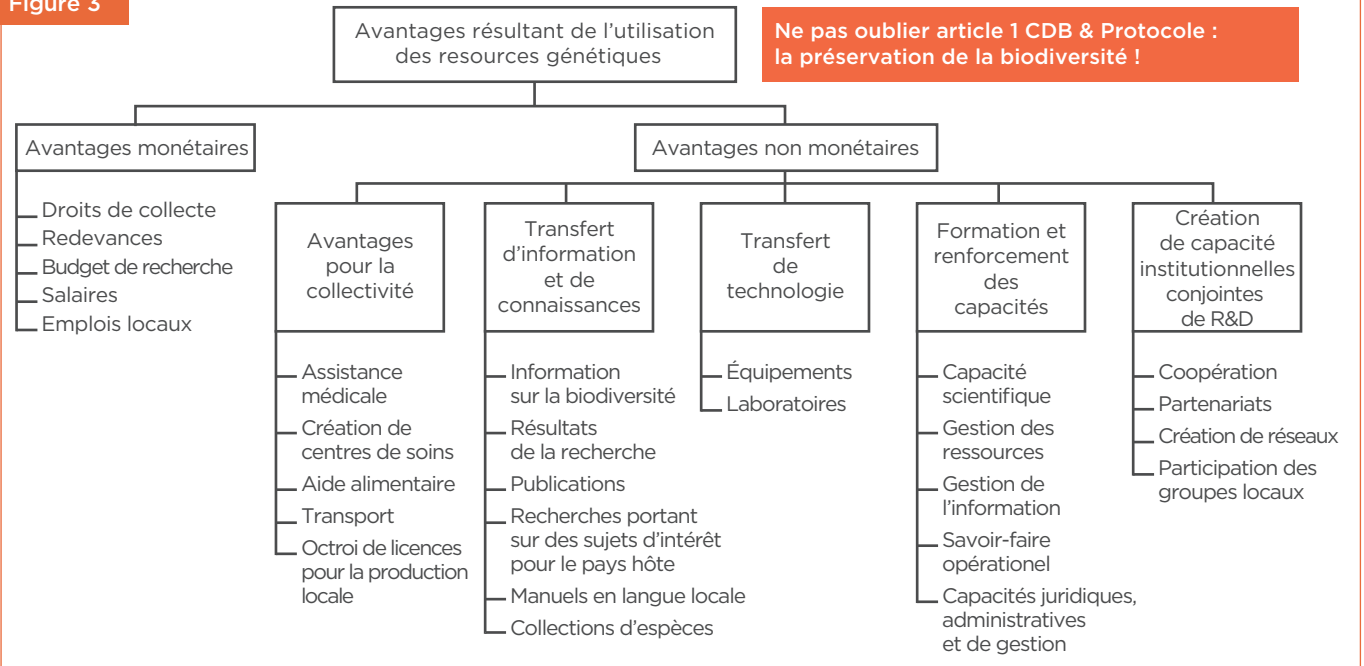 Figure 3
Avantages résultant de l'utilisation
des resources génétiques
Ne pas oublier article 1 CDB & Protocole :
la préservation de la biodiversité !
Avantages monétaires
Avantages non monétaires
Droits de collecte
Redevances
Budget de recherche
Salaires
Emplois locaux
Avantages
pour la
collectivité
Assistance
médicale
Création de
centres de soins
Aide alimentaire
Transport
Octroi de licences
pour la production
locale
Transfert
d'information
et de
connaissances
Information
sur la biodiversité
Résultats
de la recherche
Publications
Recherches portant
sur des sujets d'intérêt
pour le pays hôte
Manuels en langue locale
Collections d'espèces
Transfert
de
technologie
Équipements
Laboratoires
Formation et
renforcement
des
capacités
Capacité
scientifique
Gestion des
ressources
Gestion de
l'information
Savoir-faire
opérationel
Capacités juridiques,
administratives
et de gestion
Création
de capacité
institutionnelles
conjointes
de R&D
Coopération
Partenariats
Création de réseaux
Participation des
groupes locaux